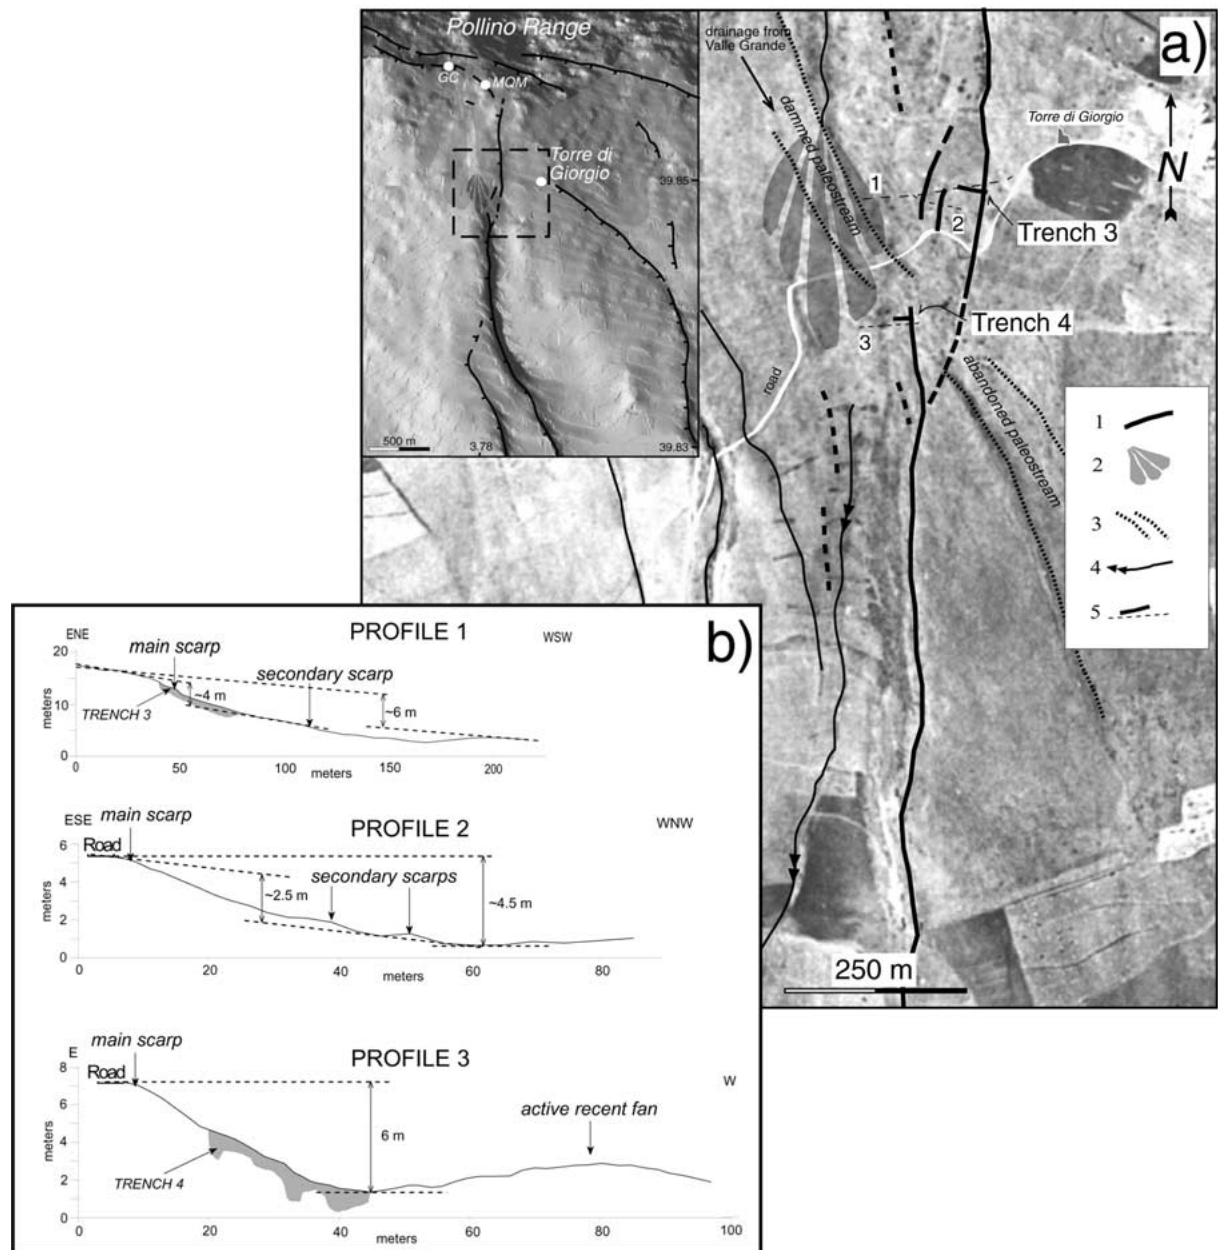 a)
Pollino Range
GC
MQM
Torre di
Giorgio
39.85
500 m
3.78
39.83
drainage from
Valle Grande
dammed paleostream
1
2
3
Torre di Giorgio
N
Trench 3
Trench 4
road
abandoned paleostream
1
2
3
4
5
250 m
b)
PROFILE 1
ENE
WSW
main scarp
secondary scarp
TRENCH 3
~4 m
~6 m
meters
20
10
0
0
50
100
meters
150
200
PROFILE 2
ESE
WNW
main scarp
Road
secondary scarps
~2.5 m
~4.5 m
meters
6
4
2
0
0
20
40
meters
60
80
PROFILE 3
E
W
main scarp
Road
active recent fan
6 m
TRENCH 4
meters
8
6
4
2
0
0
20
40
meters
60
80
100